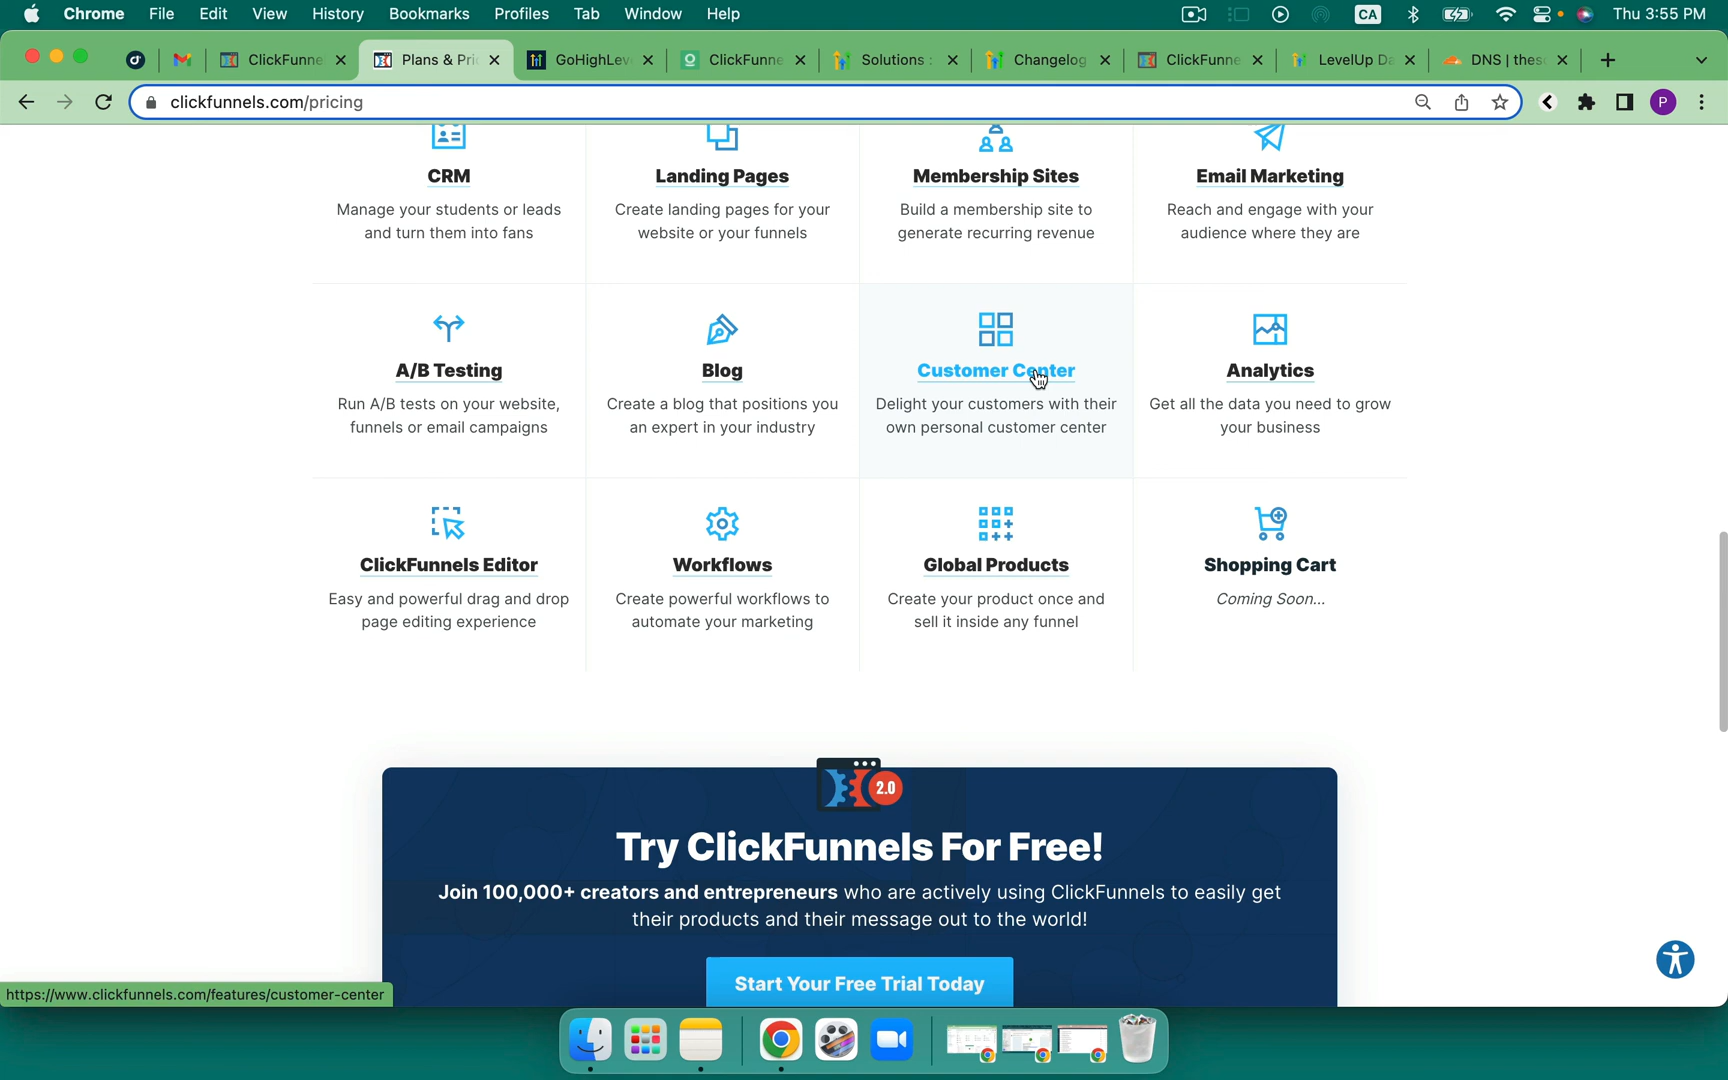 Chrome File Edit View History Bookmarks Profiles Tab Window Help CA Thu 3:55 PM
ClickFunne Plans & Pri GoHighLev ClickFunne Solutions : Changelog ClickFunne LevelUp Da DNS | thes
clickfunnels.com/pricing P
CRM Landing Pages Membership Sites Email Marketing
Manage your students or leads Create landing pages for your Build a membership site to Reach and engage with your
and turn them into fans website or your funnels generate recurring revenue audience where they are
A/B Testing Blog Customer Center Analytics
Run A/B tests on your website, Create a blog that positions you Delight your customers with their Get all the data you need to grow
funnels or email campaigns an expert in your industry own personal customer center your business
ClickFunnels Editor Workflows Global Products Shopping Cart
Easy and powerful drag and drop Create powerful workflows to Create your product once and Coming Soon...
page editing experience automate your marketing sell it inside any funnel
2.0
Try ClickFunnels For Free!
Join 100,000+ creators and entrepreneurs who are actively using ClickFunnels to easily get
their products and their message out to the world!
Start Your Free Trial Today
https://www.clickfunnels.com/features/customer-center